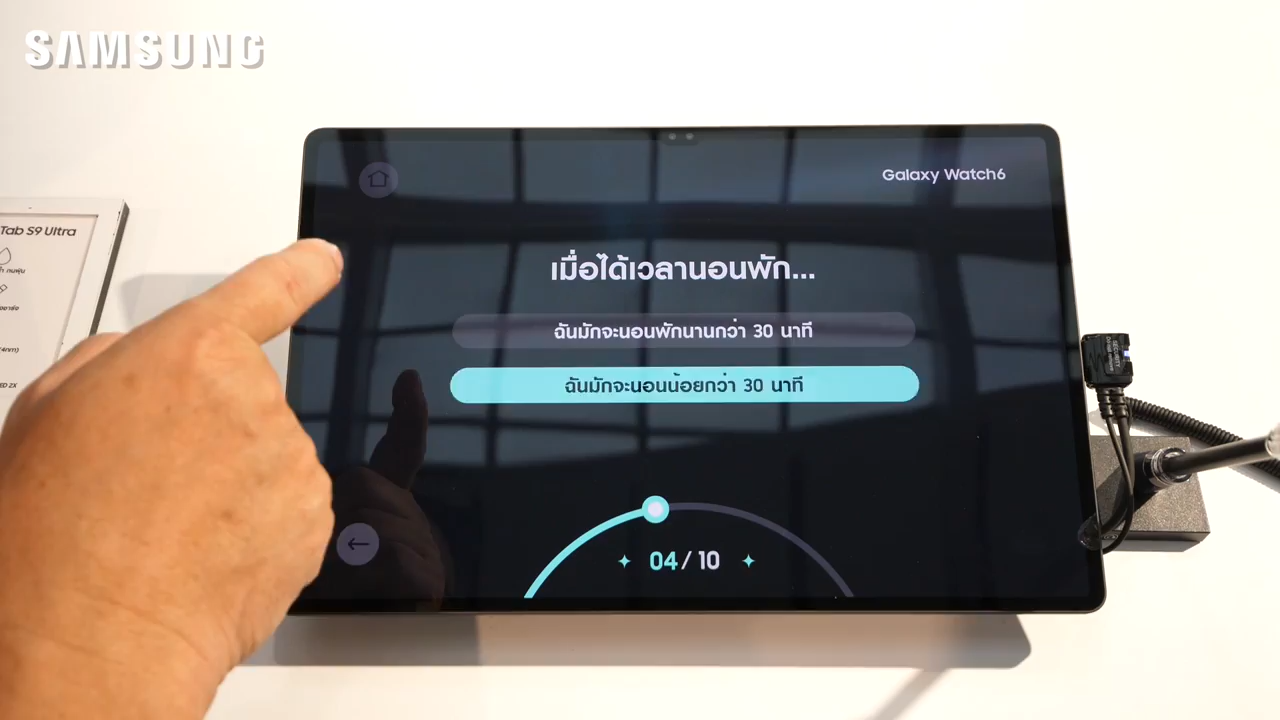 SAMSUNG
Galaxy Watch6
Tab S9 Ultra
เมื่อได้เวลานอนพัก...
ฉันมักจะนอนพักนานกว่า 30 นาที
ฉันมักจะนอนน้อยกว่า 30 นาที
04/10